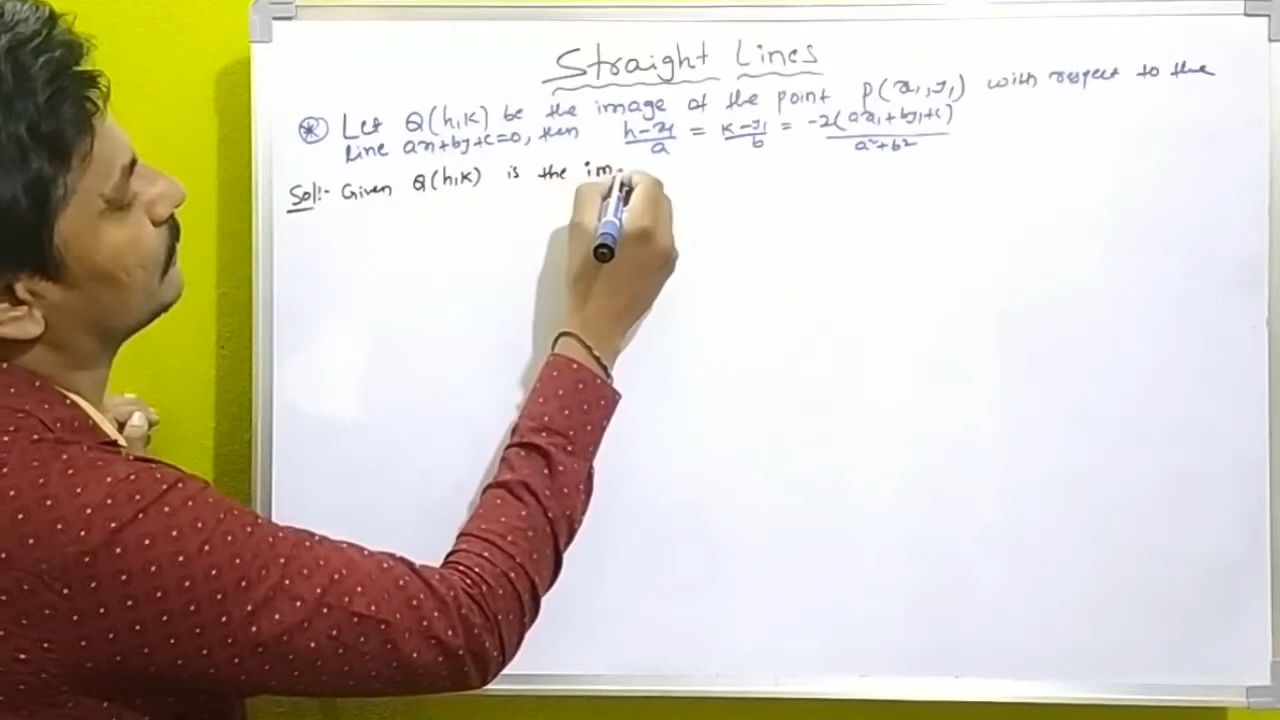 Straight Lines
⊛ Let Q(h,k) be the image of the point P(x₁,y₁) with respect to the
line ax+by+c=0, then (h-x₁)/a = (k-y₁)/b = -2(ax₁+by₁+c)/(a²+b²)
Sol:- Given Q(h,k) is the im